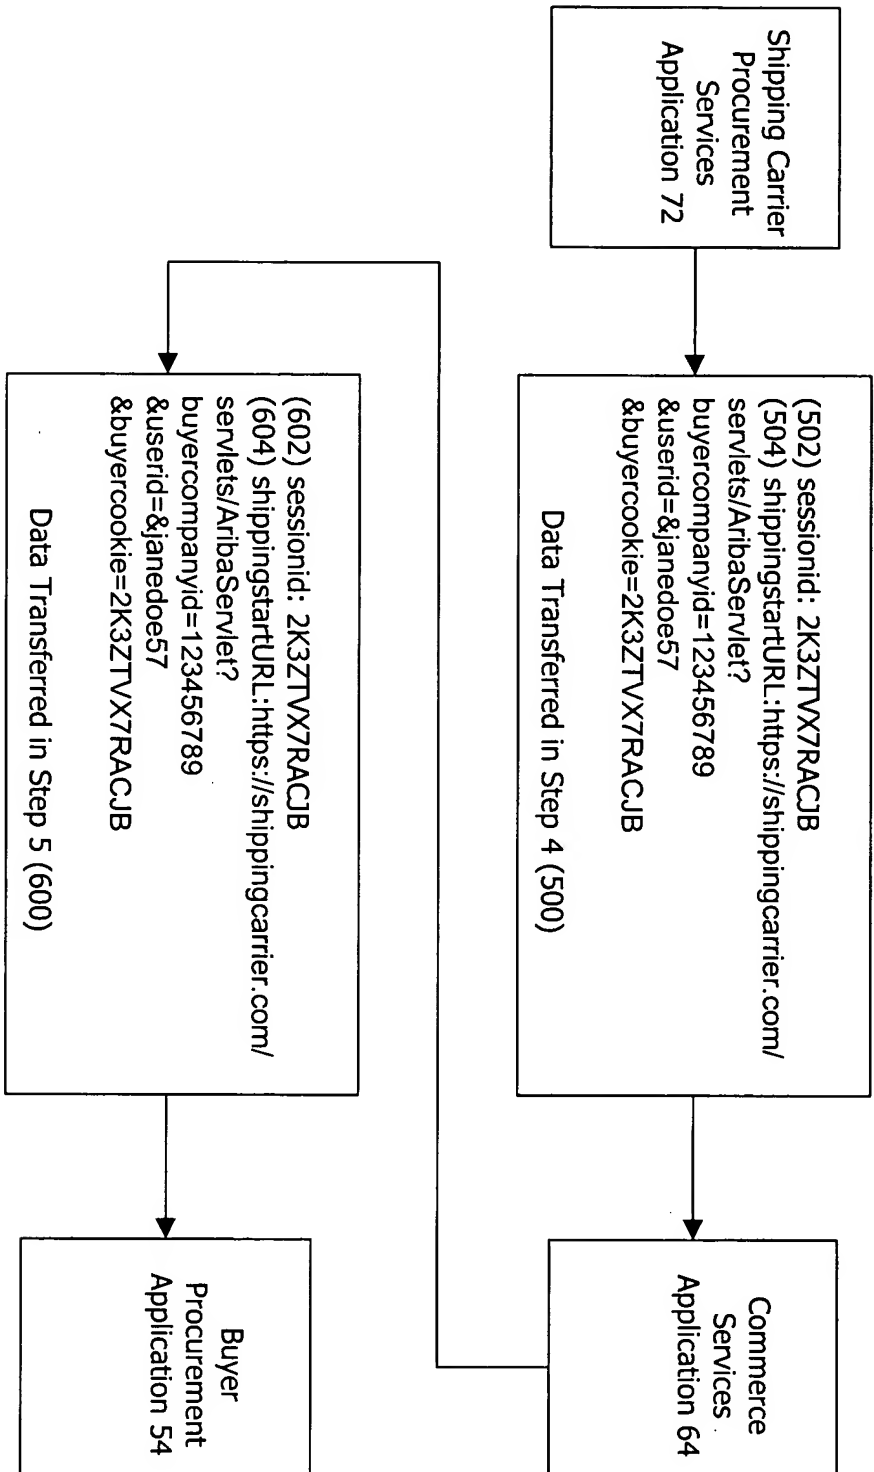 Shipping Carrier
Procurement
Services
Application 72
(502) sessionid: 2K3ZTVX7RACJB
(504) shippingstartURL:https://shippingcarrier.com/
servlets/AribaServlet?
buyercompanyid=123456789
&userid=&janedoe57
&buyercookie=2K3ZTVX7RACJB
Data Transferred in Step 4 (500)
Commerce
Services
Application 64
(602) sessionid: 2K3ZTVX7RACJB
(604) shippingstartURL:https://shippingcarrier.com/
servlets/AribaServlet?
buyercompanyid=123456789
&userid=&janedoe57
&buyercookie=2K3ZTVX7RACJB
Data Transferred in Step 5 (600)
Buyer
Procurement
Application 54